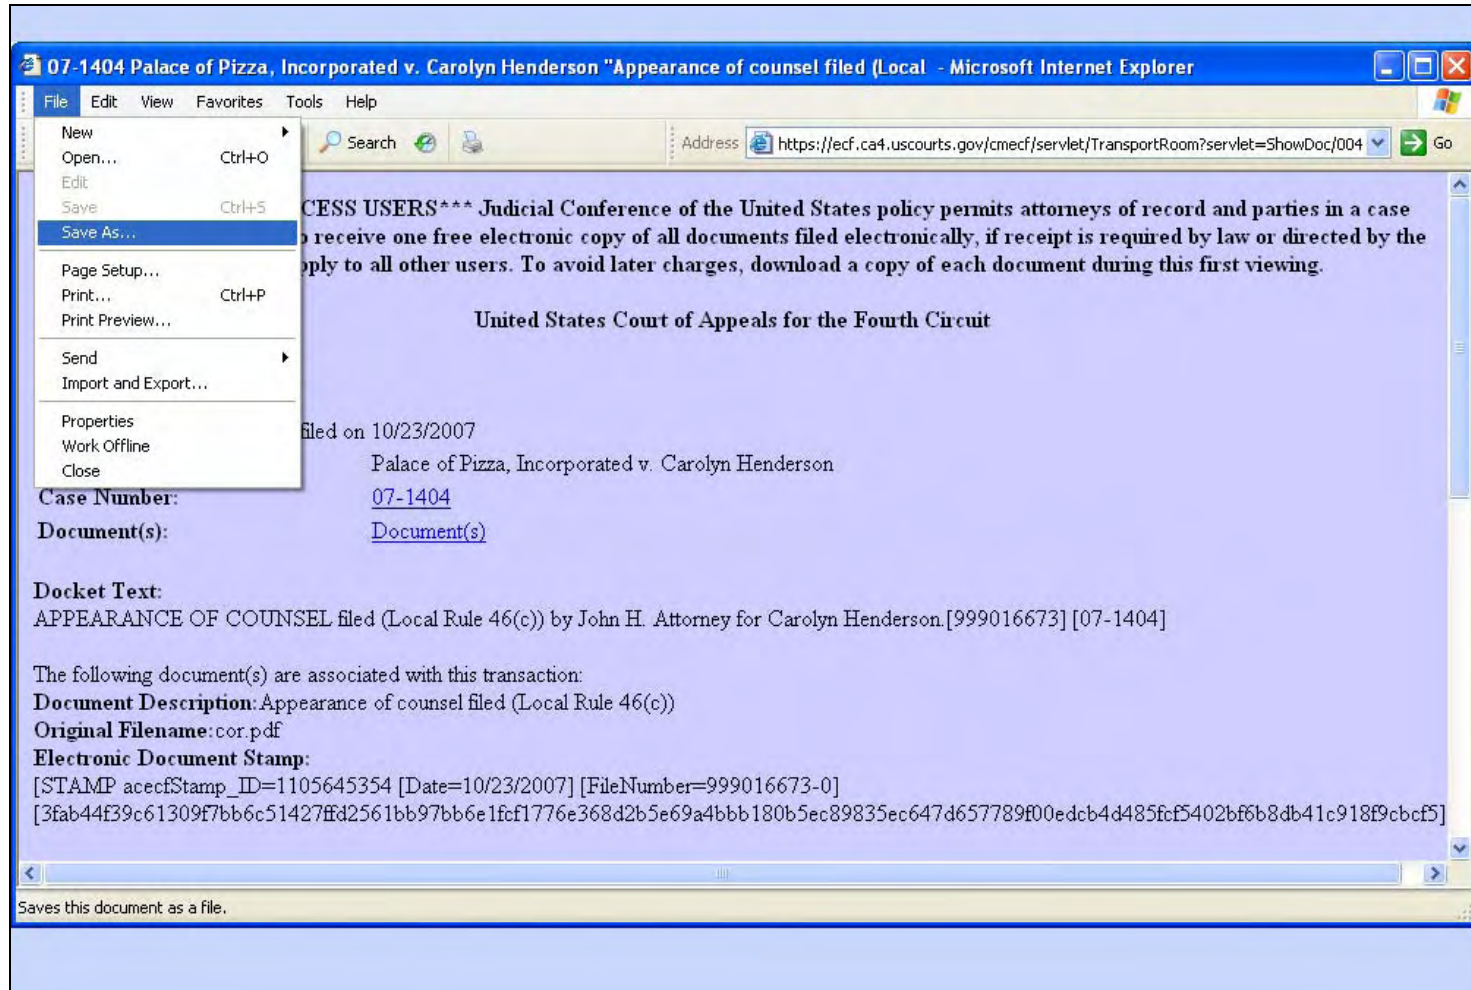 07-1404 Palace of Pizza, Incorporated v. Carolyn Henderson "Appearance of counsel filed (Local - Microsoft Internet Explorer
File Edit View Favorites Tools Help
Search Address https://ecf.ca4.uscourts.gov/cmecf/servlet/TransportRoom?servlet=ShowDoc/004 Go
New
Open... Ctrl+O
Edit
Save Ctrl+S
Save As...
Page Setup...
Print... Ctrl+P
Print Preview...
Send
Import and Export...
Properties
Work Offline
Close
CESS USERS*** Judicial Conference of the United States policy permits attorneys of record and parties in a case
receive one free electronic copy of all documents filed electronically, if receipt is required by law or directed by the
pply to all other users. To avoid later charges, download a copy of each document during this first viewing.
United States Court of Appeals for the Fourth Circuit
filed on 10/23/2007
Palace of Pizza, Incorporated v. Carolyn Henderson
Case Number: 07-1404
Document(s): Document(s)
Docket Text:
APPEARANCE OF COUNSEL filed (Local Rule 46(c)) by John H. Attorney for Carolyn Henderson.[999016673] [07-1404]
The following document(s) are associated with this transaction:
Document Description:Appearance of counsel filed (Local Rule 46(c))
Original Filename:cor.pdf
Electronic Document Stamp:
[STAMP acecfStamp_ID=1105645354 [Date=10/23/2007] [FileNumber=999016673-0]
[3fab44f39c61309f7bb6c51427ffd2561bb97bb6e1fcf1776e368d2b5e69a4bbb180b5ec89835ec647d657789f00edcb4d485fcf5402bf6b8db41c918f9cbcf5]
Saves this document as a file.